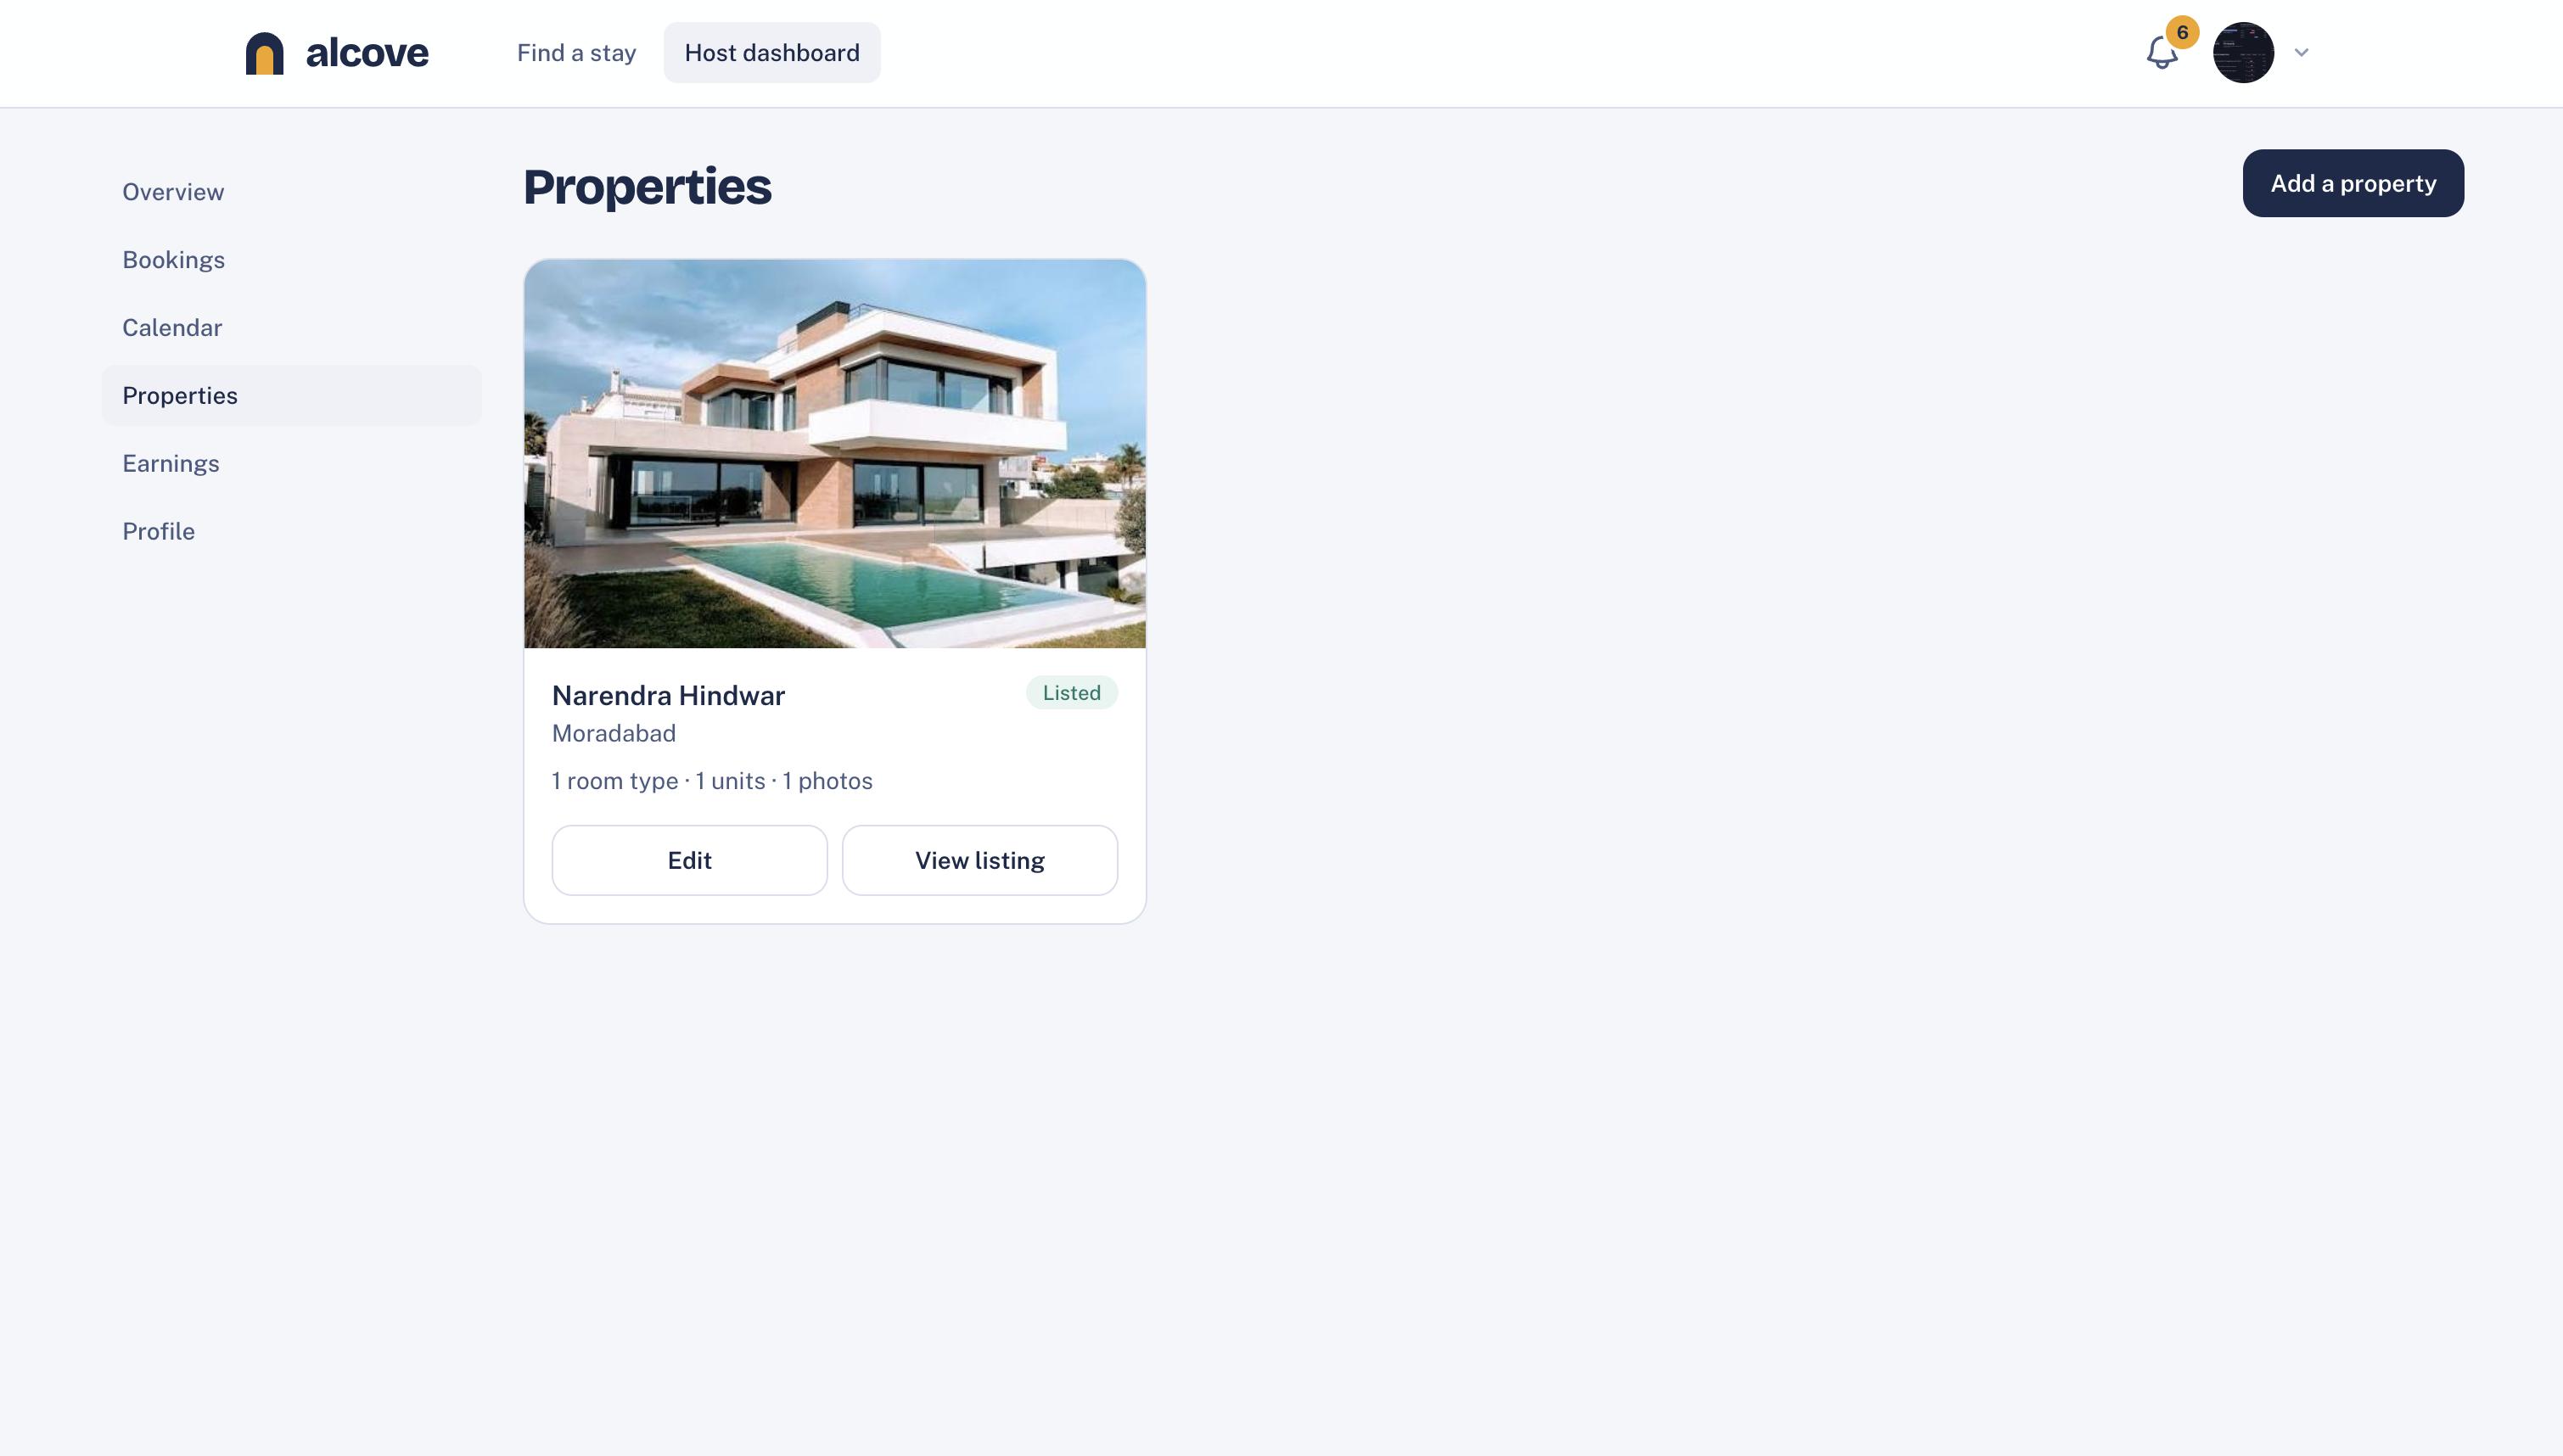 alcove
Find a stay
Host dashboard
6
Overview
Bookings
Calendar
Properties
Earnings
Profile
Properties
Add a property
Narendra Hindwar
Listed
Moradabad
1 room type · 1 units · 1 photos
Edit
View listing